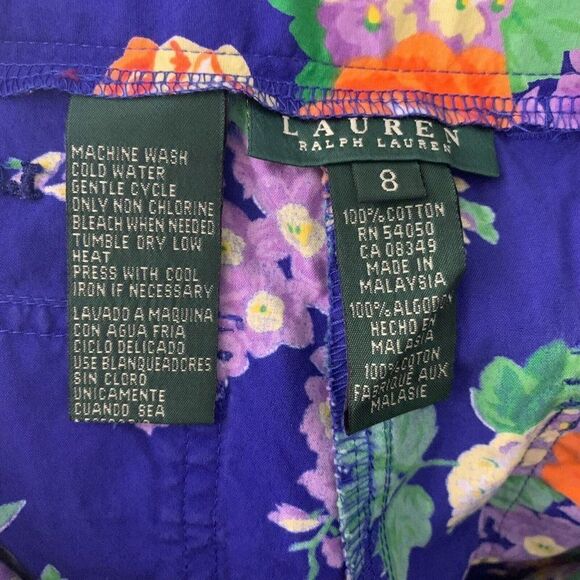 MACHINE WASH
COLD WATER
GENTLE CYCLE
ONLY NON CHLORINE
BLEACH WHEN NEEDED
TUMBLE DRY LOW
HEAT
PRESS WITH COOL
IRON IF NECESSARY
LAVADO A MAQUINA
CON AGUA FRIA
CICLO DELICADO
USE BLANQUEADORES
SIN CLORO
UNICAMENTE
CUANDO SEA
LAUREN
RALPH LAUREN
8
100% COTTON
RN 54050
CA 08349
MADE IN
MALAYSIA
100% ALGODO
HECHO EN
MALASIA
100% COTON
FABRIQUE AUX
MALASIE